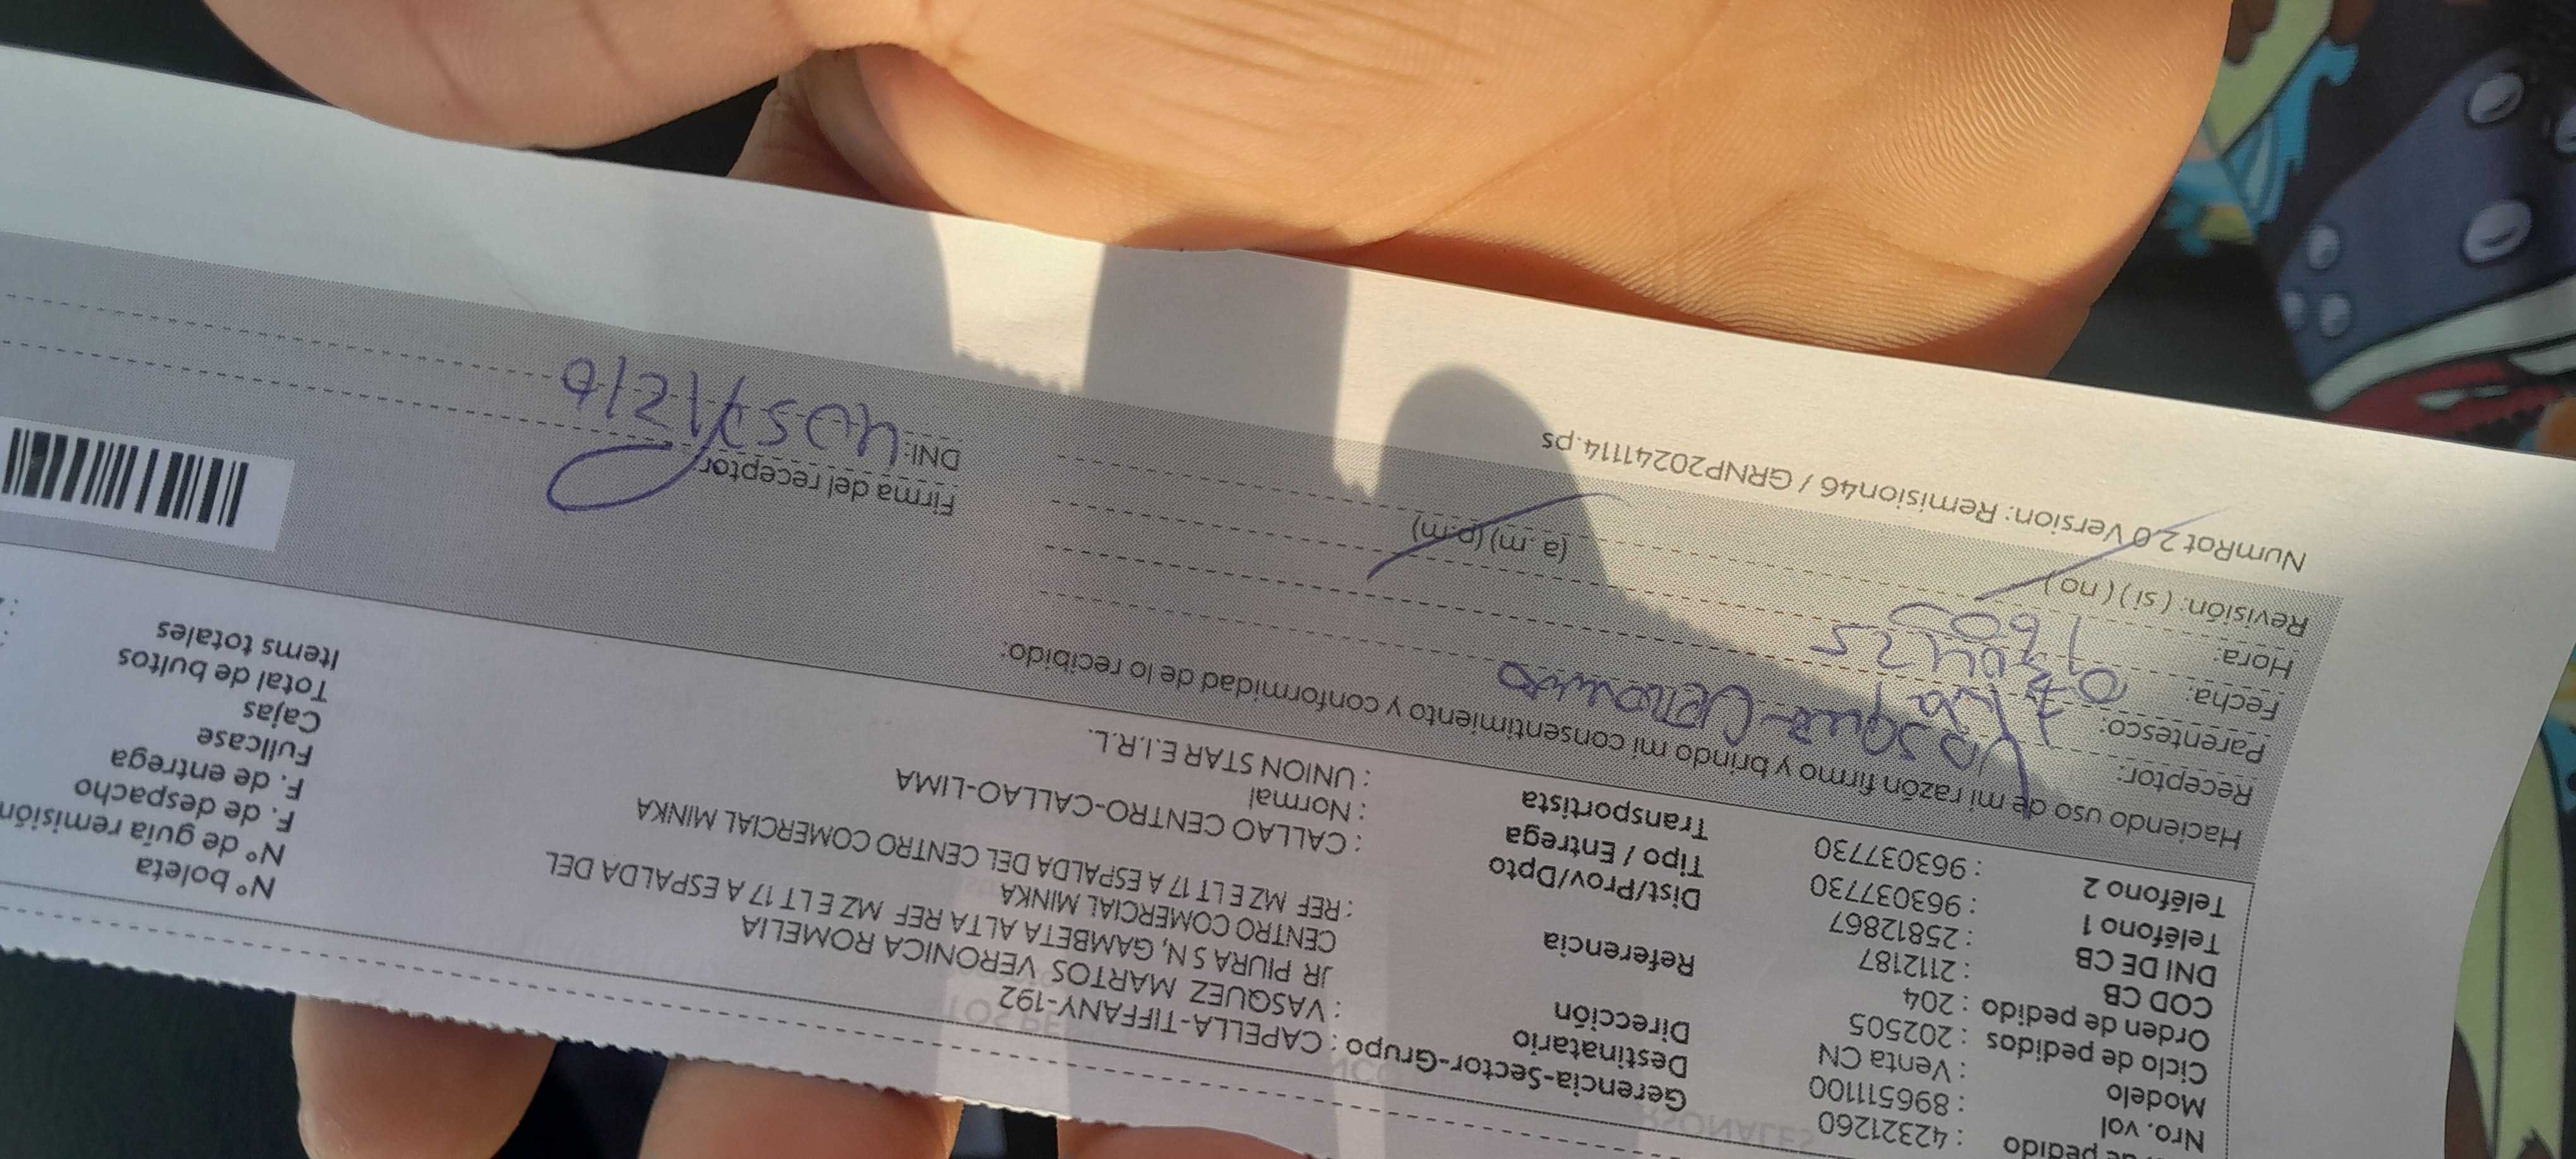 de pedido : 42321260
Nro. vol : 896511100
Modelo : Venta CN
Ciclo de pedidos : 202505
Orden de pedido : 204
COD CB : 2112187
DNI DE CB : 25812867
Teléfono 1 : 963037730
Teléfono 2 : 963037730
Gerencia-Sector-Grupo : CAPELLA-TIFFANY-192
Destinatario : VASQUEZ MARTOS VERONICA ROMELIA
Dirección JR PIURA S N, GAMBETA ALTA REF MZ E LT 17 A ESPALDA DEL
CENTRO COMERCIAL MINKA
Referencia : REF MZ E LT 17 A ESPALDA DEL CENTRO COMERCIAL MINKA
Dist/Prov/Dpto : CALLAO CENTRO-CALLAO-LIMA
Tipo / Entrega : Normal
Transportista : UNION STAR E.I.R.L.
N° boleta
N° de guía remisión
F. de despacho
F. de entrega
Fullcase
Cajas
Total de bultos
Items totales
Haciendo uso de mi razón firmo y brindo mi consentimiento y conformidad de lo recibido:
Receptor:
Parentesco:
Fecha: 07 04 25
Hora:
(a.m) (p.m)
Revisión: ( si ) ( no )
Firma del receptor
DNI:
NumRot 2.0 Version: Remision46 / GRNP20241114.ps